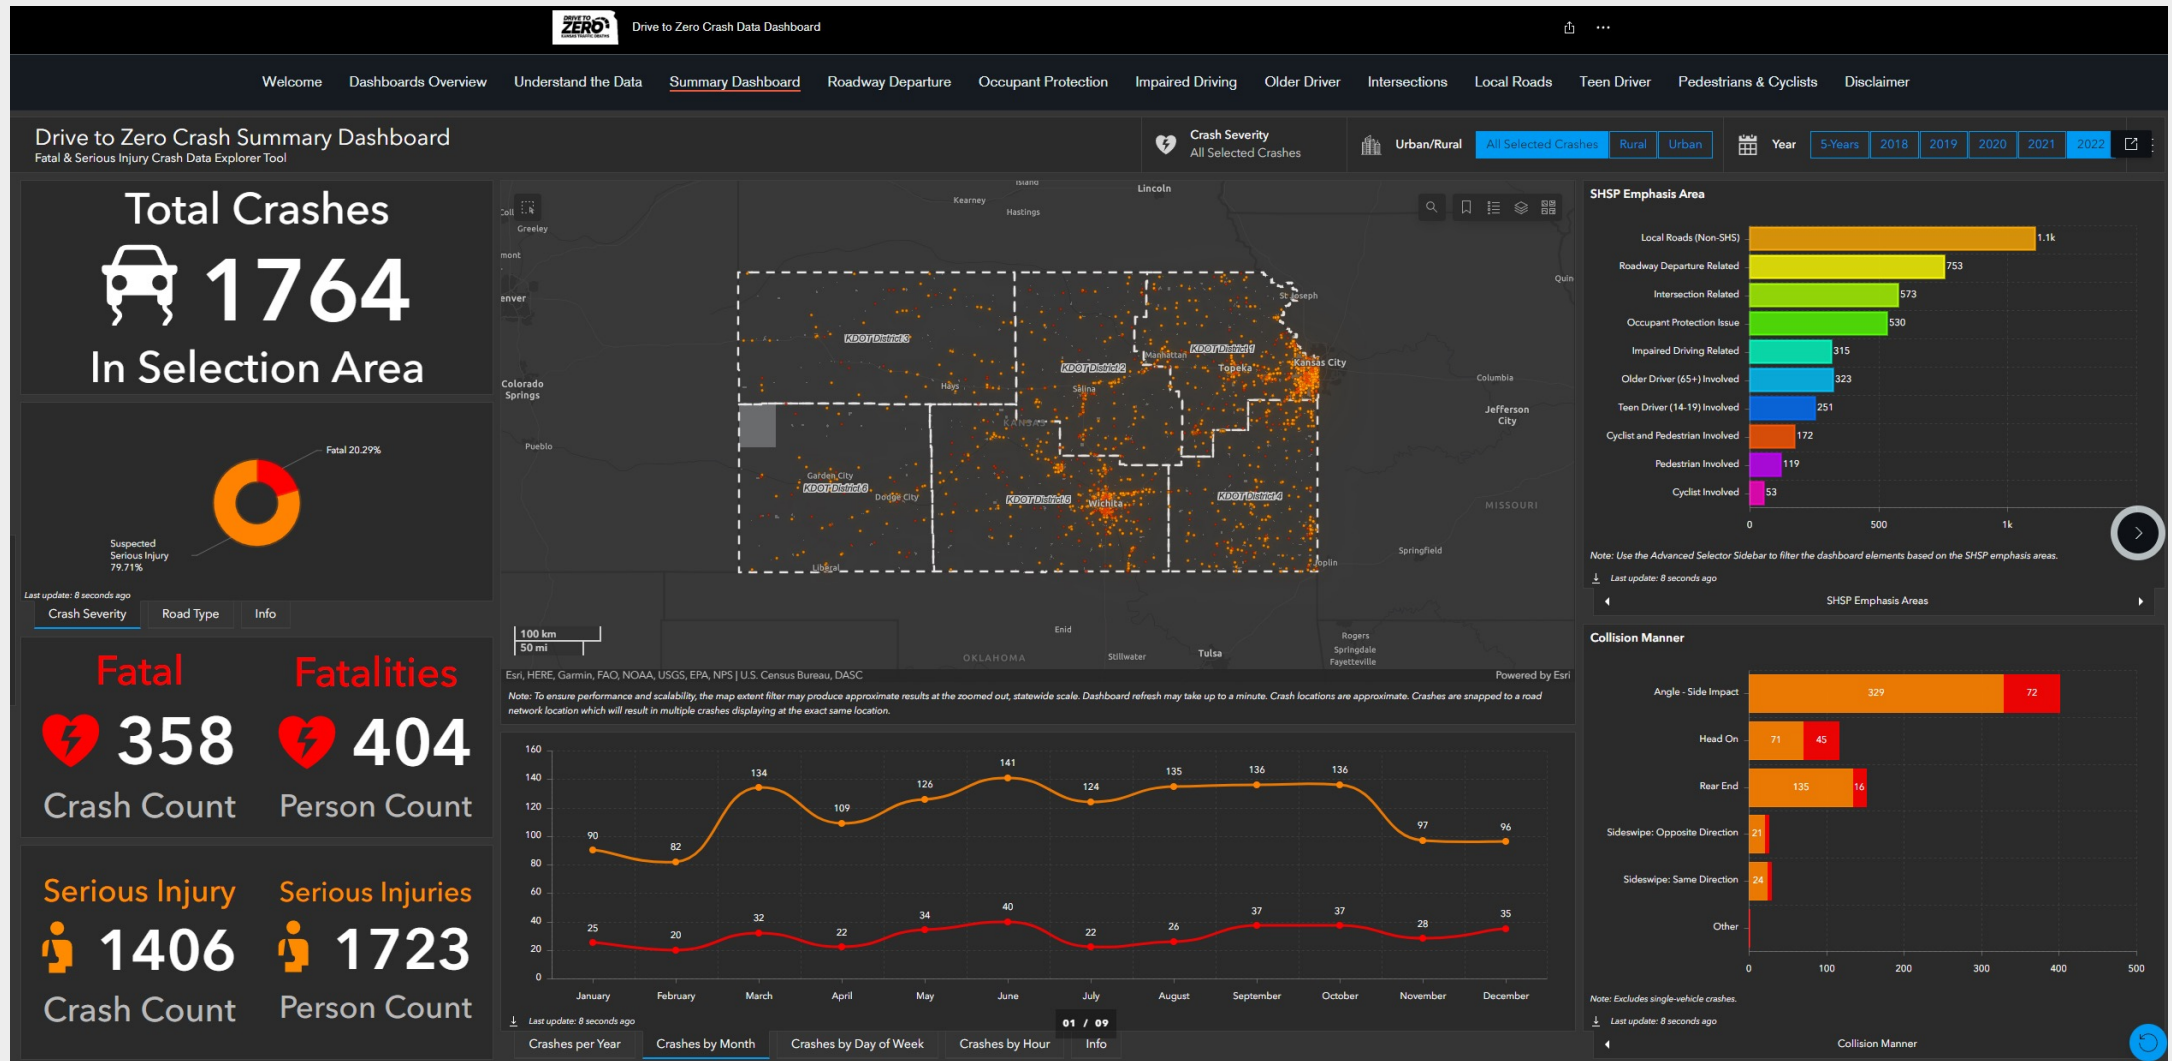 DRIVE TO
ZERO
KANSAS TRAFFIC DEATHS
Drive to Zero Crash Data Dashboard
Welcome
Dashboards Overview
Understand the Data
Summary Dashboard
Roadway Departure
Occupant Protection
Impaired Driving
Older Driver
Intersections
Local Roads
Teen Driver
Pedestrians & Cyclists
Disclaimer
Drive to Zero Crash Summary Dashboard
Fatal & Serious Injury Crash Data Explorer Tool
Crash Severity
All Selected Crashes
Urban/Rural
All Selected Crashes
Rural
Urban
Year
5-Years
2018
2019
2020
2021
2022
Total Crashes
1764
In Selection Area
Fatal 20.29%
Suspected
Serious Injury
79.71%
Last update: 8 seconds ago
Crash Severity
Road Type
Info
Fatal
358
Crash Count
Fatalities
404
Person Count
Serious Injury
1406
Crash Count
Serious Injuries
1723
Person Count
Island
Lincoln
Kearney
Hastings
Coll
Greeley
mont
enver
Quin
St Joseph
KDOT District 3
KDOT District 1
Manhattan
KDOT District 2
Topeka
Kansas City
Colorado
Springs
Hays
Salina
Columbia
KANSAS
Jefferson
City
Pueblo
Garden City
KDOT District 6
Dodge City
KDOT District 5
Wichita
KDOT District 4
MISSOURI
Springfield
Liberal
Joplin
100 km
50 mi
Enid
Rogers
Springdale
Fayetteville
OKLAHOMA
Stillwater
Tulsa
Esri, HERE, Garmin, FAO, NOAA, USGS, EPA, NPS | U.S. Census Bureau, DASC
Powered by Esri
Note: To ensure performance and scalability, the map extent filter may produce approximate results at the zoomed out, statewide scale. Dashboard refresh may take up to a minute. Crash locations are approximate. Crashes are snapped to a road
network location which will result in multiple crashes displaying at the exact same location.
160
140
120
100
80
60
40
20
0
90
82
134
109
126
141
124
135
136
136
97
96
25
20
32
22
34
40
22
26
37
37
28
35
January
February
March
April
May
June
July
August
September
October
November
December
Last update: 8 seconds ago
01 / 09
Crashes per Year
Crashes by Month
Crashes by Day of Week
Crashes by Hour
Info
SHSP Emphasis Area
Local Roads (Non-SHS) 1.1k
Roadway Departure Related 753
Intersection Related 573
Occupant Protection Issue 530
Impaired Driving Related 315
Older Driver (65+) Involved 323
Teen Driver (14-19) Involved 251
Cyclist and Pedestrian Involved 172
Pedestrian Involved 119
Cyclist Involved 53
0 500 1k
Note: Use the Advanced Selector Sidebar to filter the dashboard elements based on the SHSP emphasis areas.
Last update: 8 seconds ago
SHSP Emphasis Areas
Collision Manner
Angle - Side Impact 329 72
Head On 71 45
Rear End 135 16
Sideswipe: Opposite Direction 21
Sideswipe: Same Direction 24
Other
0 100 200 300 400 500
Note: Excludes single-vehicle crashes.
Last update: 8 seconds ago
Collision Manner